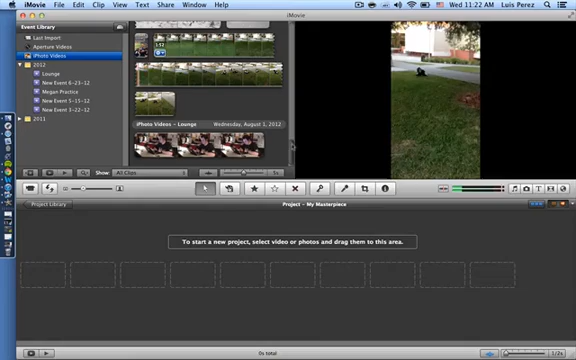 iMovie File Edit Clip View Text Share Window Help
Wed 11:22 AM Luis Perez
iMovie
Event Library
Last Import
Aperture Videos
iPhoto Videos
2012
Lounge
New Event 6-23-12
Megan Practice
New Event 5-15-12
New Event 5-22-12
2011
iPhoto Videos – Lounge
Wednesday, August 1, 2012
Show: All Clips
5s
Project Library
Project - My Masterpiece
To start a new project, select video or photos and drag them to this area.
0s total
1/2s